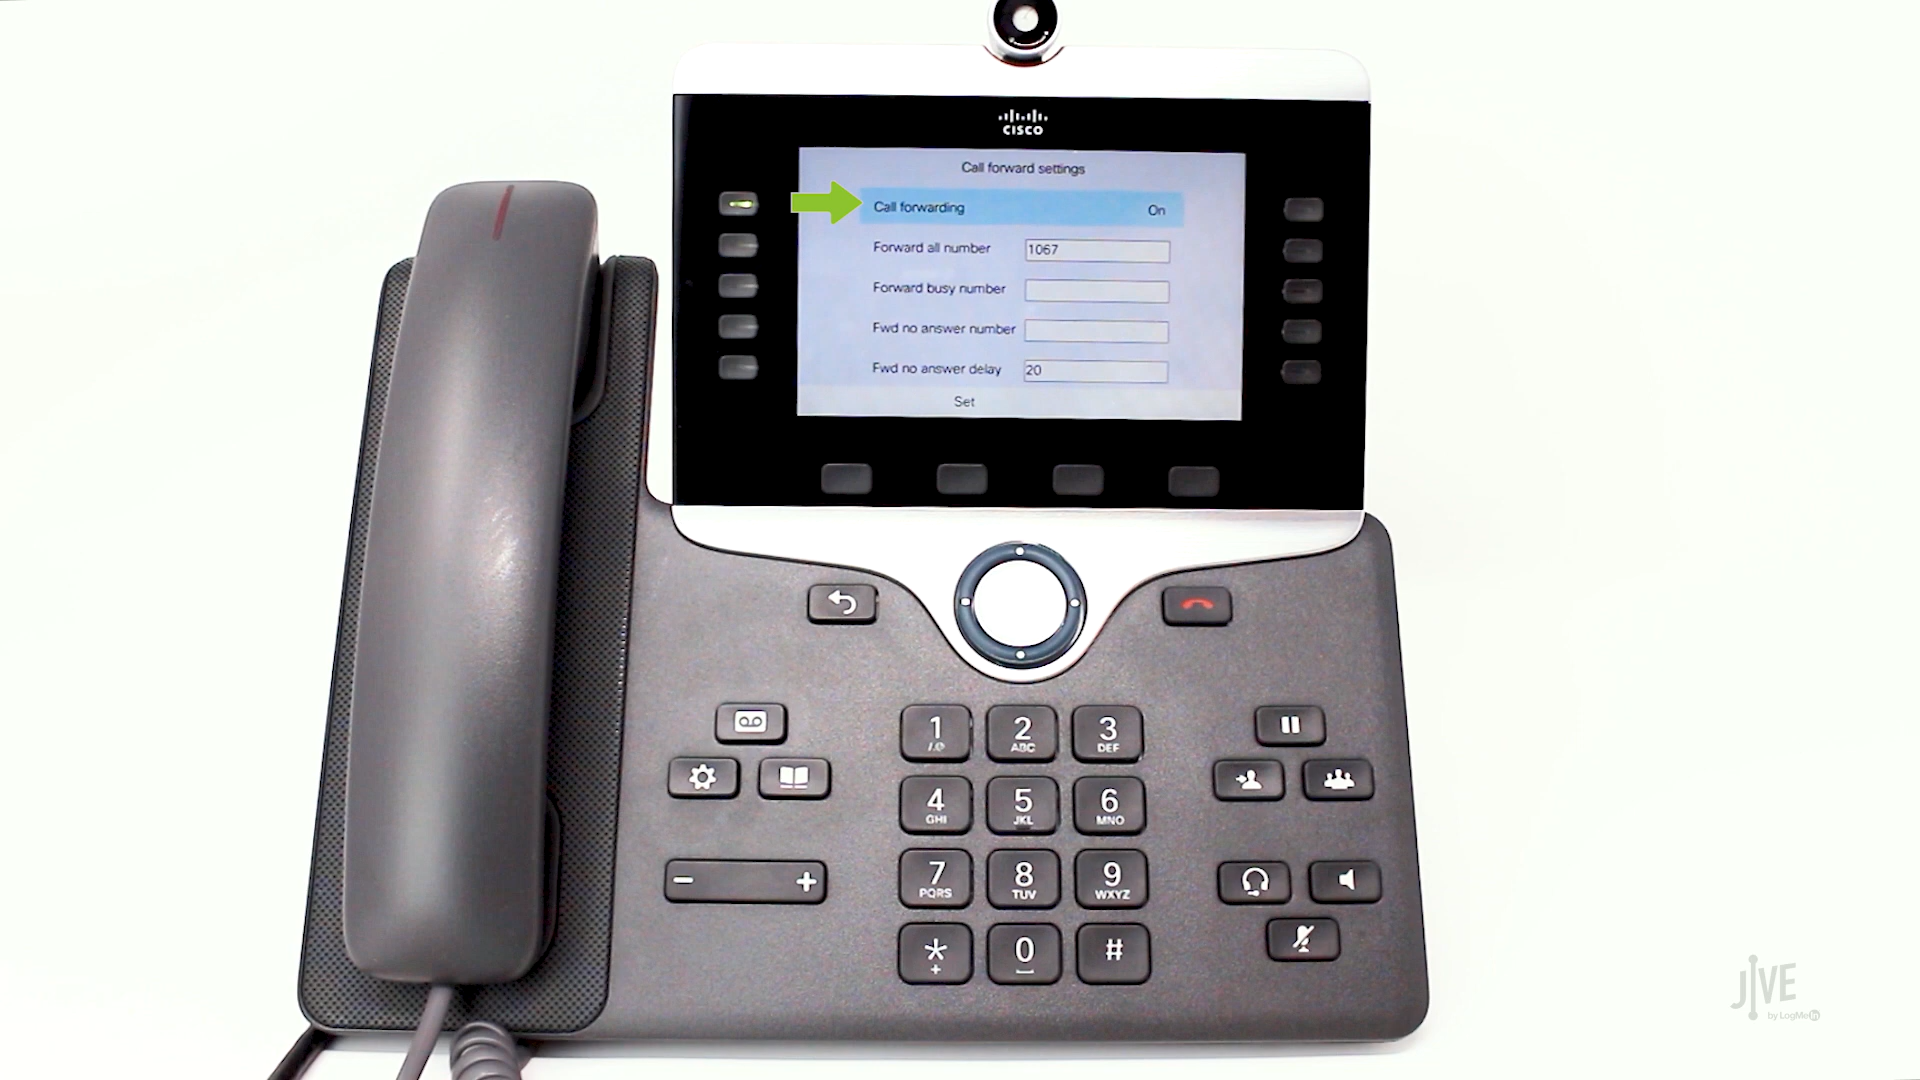 CISCO
Call forward settings
Call forwarding On
Forward all number 1067
Forward busy number
Fwd no answer number
Fwd no answer delay 20
Set
1 2 3
/.@ ABC DEF
4 5 6
GHI JKL MNO
7 8 9
PQRS TUV WXYZ
* 0 #
+
- +
JIVE
by LogMeIn